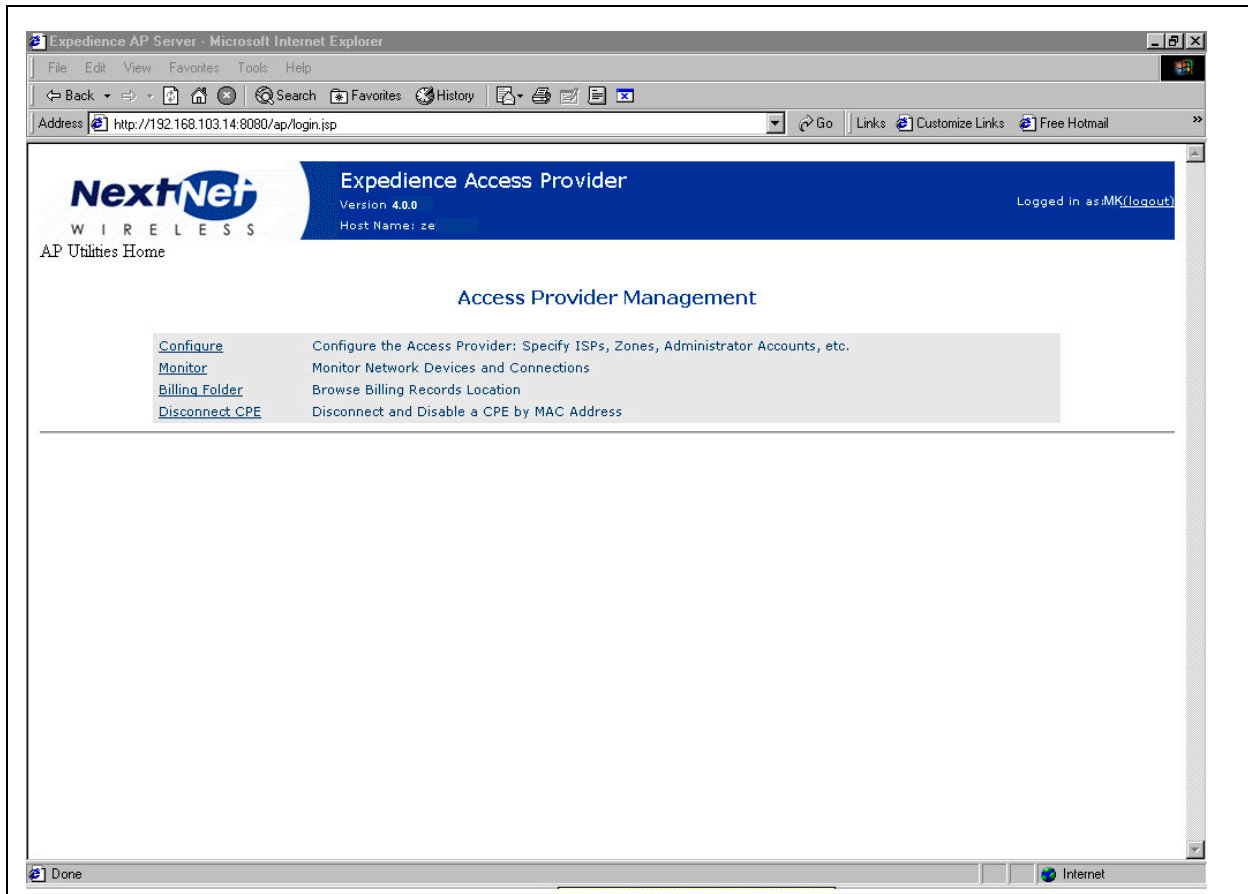 Expedience AP Server - Microsoft Internet Explorer
File Edit View Favorites Tools Help
Back Search Favorites History
Address http://192.168.103.14:8080/ap/login.jsp Go Links Customize Links Free Hotmail »
NextNet
WIRELESS
Expedience Access Provider
Version 4.0.0
Host Name: ze
Logged in as:MK(logout)
AP Utilities Home
Access Provider Management
Configure Configure the Access Provider: Specify ISPs, Zones, Administrator Accounts, etc.
Monitor Monitor Network Devices and Connections
Billing Folder Browse Billing Records Location
Disconnect CPE Disconnect and Disable a CPE by MAC Address
Done Internet